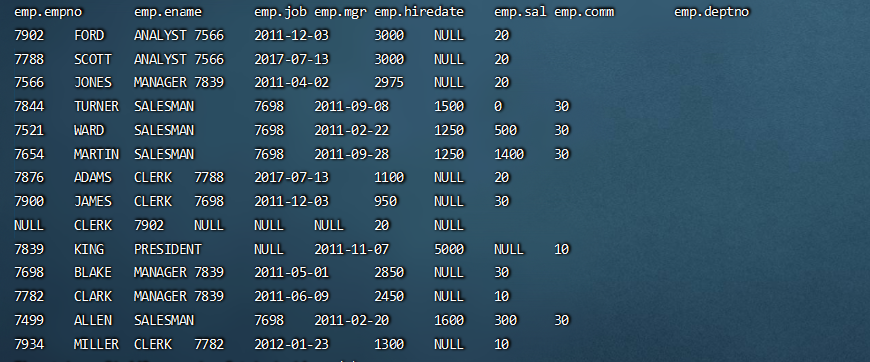 emp.empno emp.ename emp.job emp.mgr emp.hiredate emp.sal emp.comm emp.deptno
7902 FORD ANALYST 7566 2011-12-03 3000 NULL 20
7788 SCOTT ANALYST 7566 2017-07-13 3000 NULL 20
7566 JONES MANAGER 7839 2011-04-02 2975 NULL 20
7844 TURNER SALESMAN 7698 2011-09-08 1500 0 30
7521 WARD SALESMAN 7698 2011-02-22 1250 500 30
7654 MARTIN SALESMAN 7698 2011-09-28 1250 1400 30
7876 ADAMS CLERK 7788 2017-07-13 1100 NULL 20
7900 JAMES CLERK 7698 2011-12-03 950 NULL 30
NULL CLERK 7902 NULL NULL NULL 20 NULL
7839 KING PRESIDENT NULL 2011-11-07 5000 NULL 10
7698 BLAKE MANAGER 7839 2011-05-01 2850 NULL 30
7782 CLARK MANAGER 7839 2011-06-09 2450 NULL 10
7499 ALLEN SALESMAN 7698 2011-02-20 1600 300 30
7934 MILLER CLERK 7782 2012-01-23 1300 NULL 10